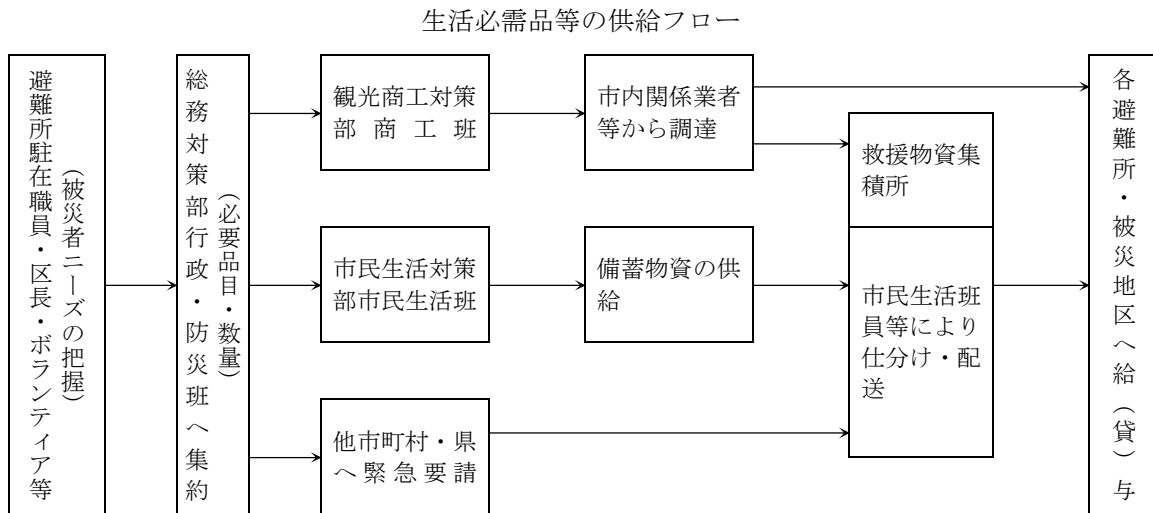 生活必需品等の供給フロー
避難所駐在職員・区長・ボランティア等
(被災者ニーズの把握)
総務対策部行政・防災班へ集約
(必要品目・数量)
観光商工対策
部商工班
市内関係業者
等から調達
救援物資集
積所
市民生活対策
部市民生活班
備蓄物資の供
給
市民生活班
員等により
仕分け・配
送
他市町村・県
へ緊急要請
各避難所・被災地区へ給(貸)与